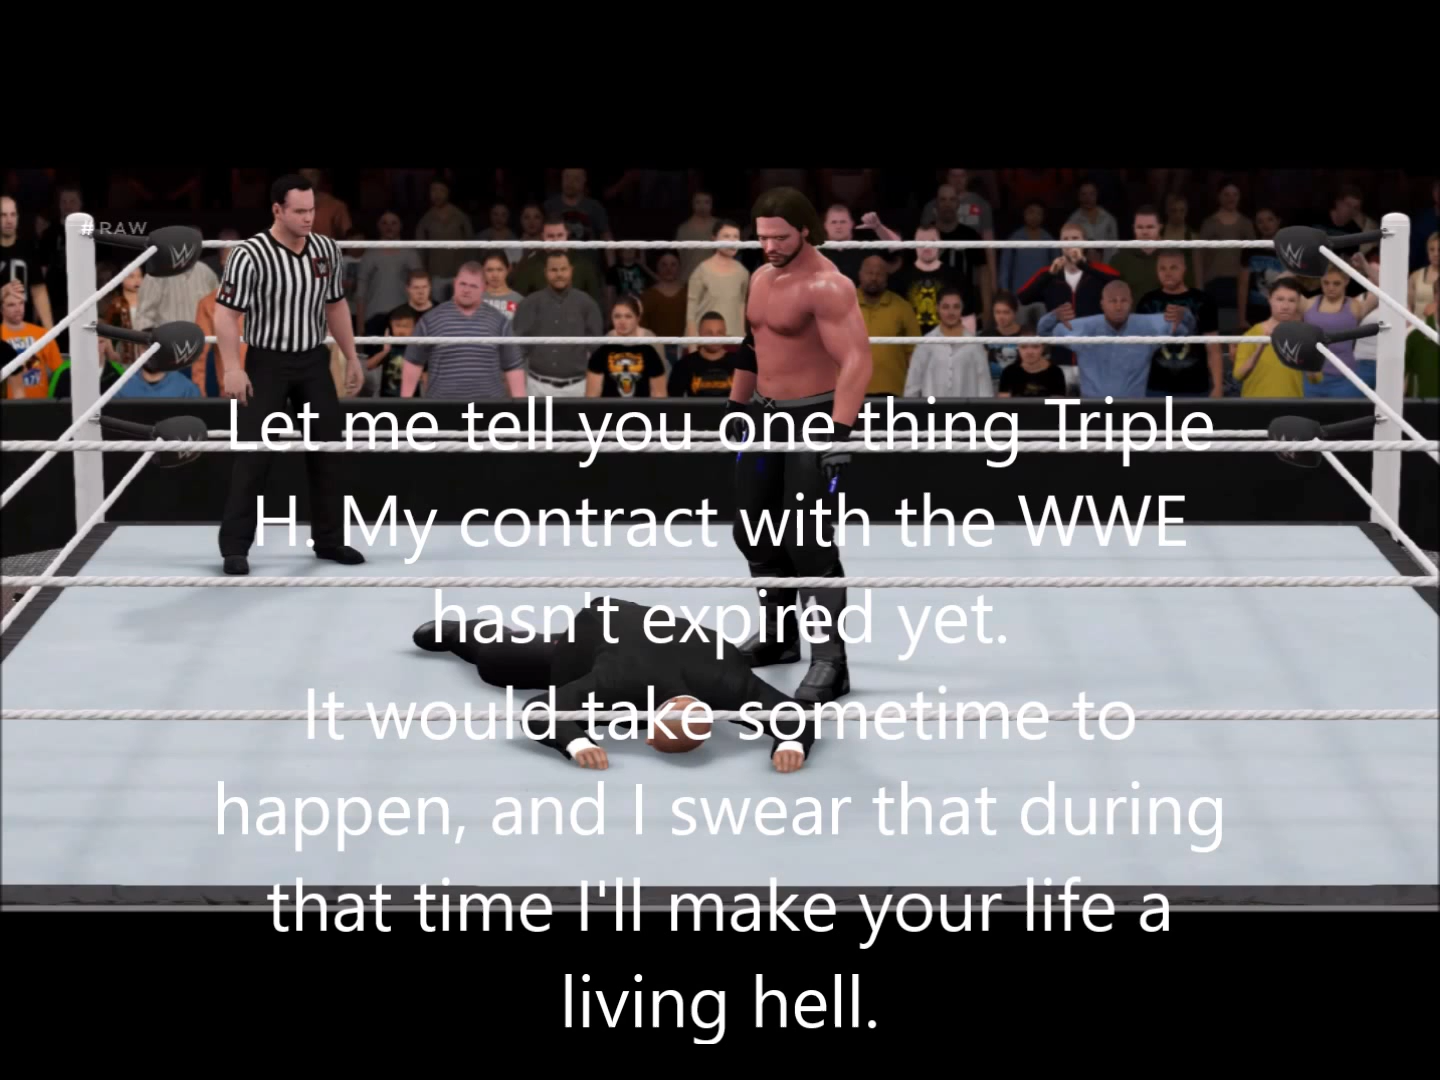 #RAW
Let me tell you one thing Triple
H. My contract with the WWE
hasn't expired yet.
It would take sometime to
happen, and I swear that during
that time I'll make your life a
living hell.